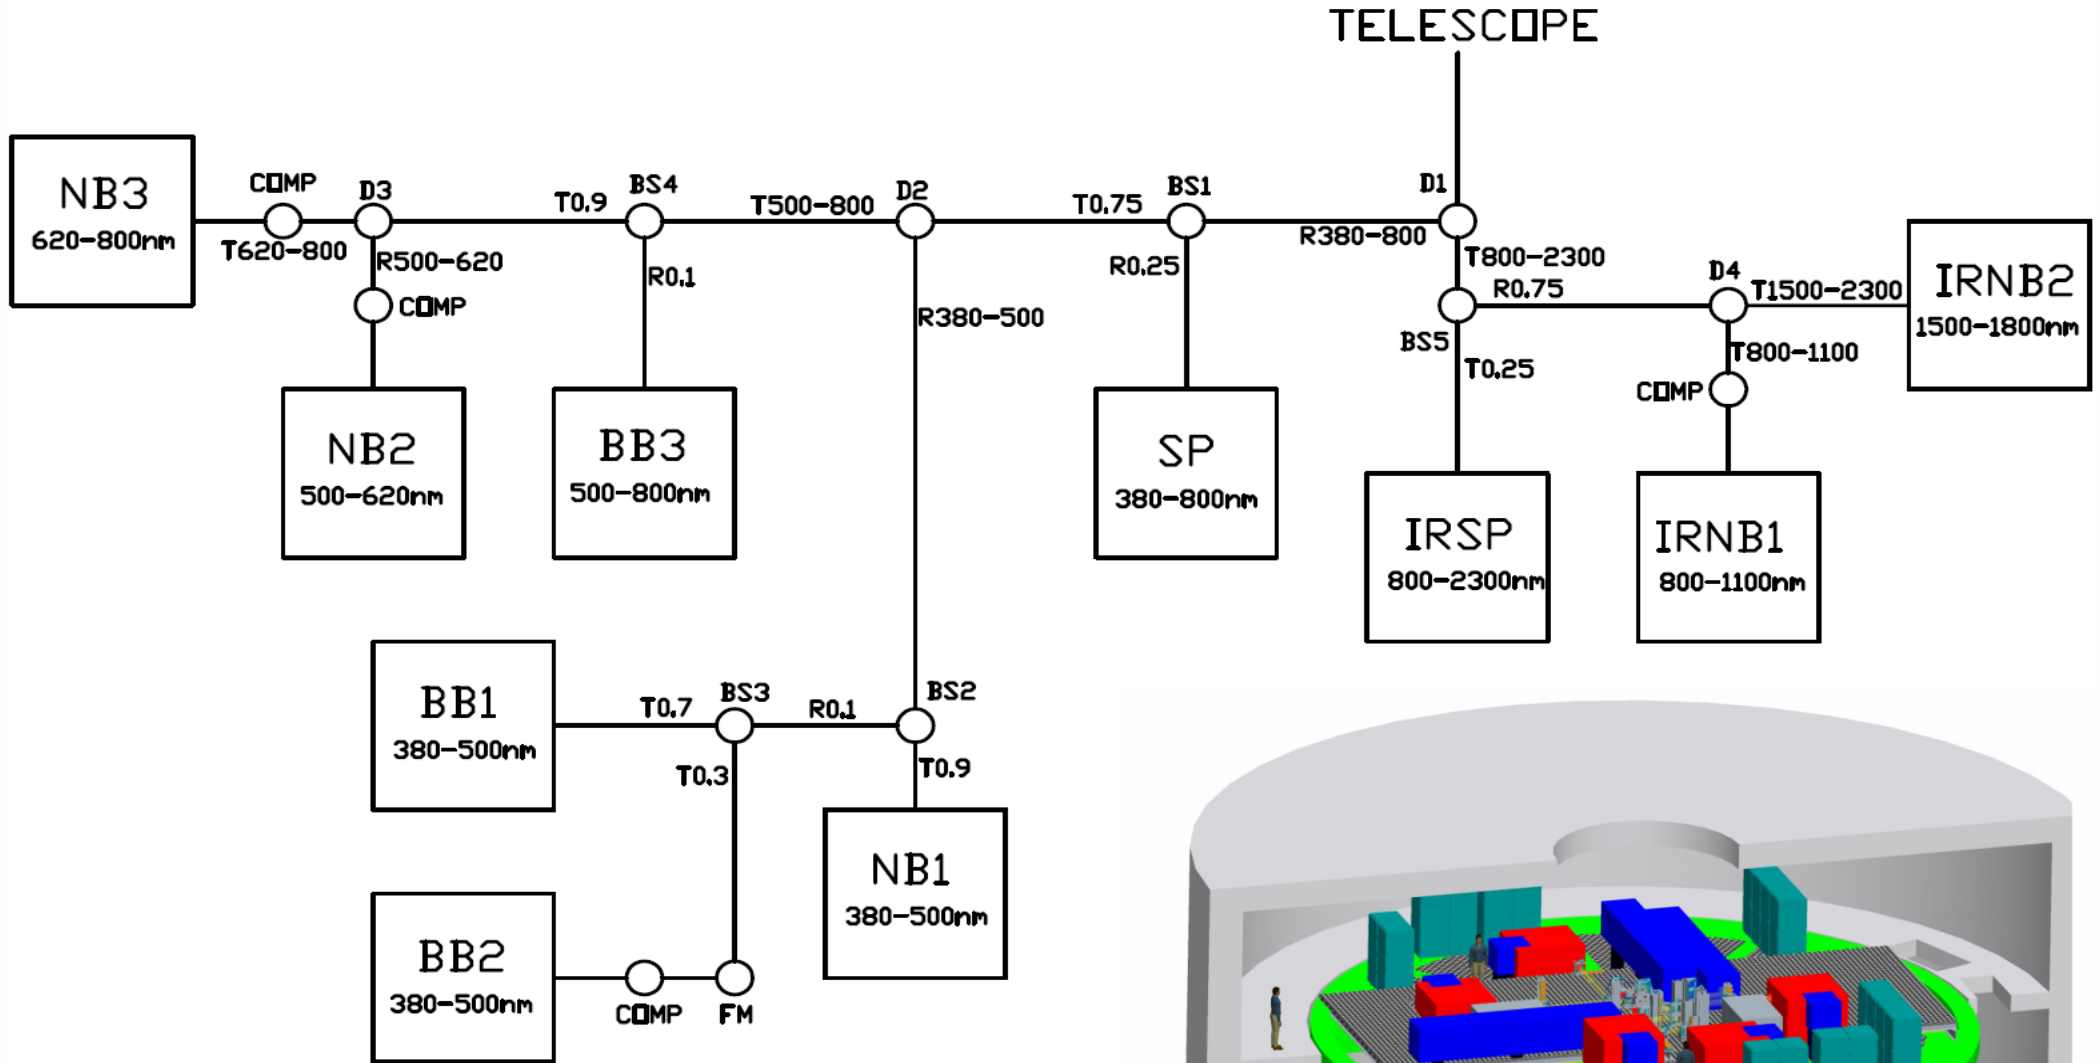 TELESCOPE
NB3
620-800nm
COMP
T620-800
D3
R500-620
COMP
T0.9
BS4
R0.1
T500-800
D2
R380-500
T0.75
BS1
R0.25
R380-800
D1
T800-2300
R0.75
BS5
T0.25
D4
T1500-2300
T800-1100
COMP
IRNB2
1500-1800nm
NB2
500-620nm
BB3
500-800nm
SP
380-800nm
IRSP
800-2300nm
IRNB1
800-1100nm
BB1
380-500nm
T0.7
BS3
R0.1
BS2
T0.3
T0.9
NB1
380-500nm
BB2
380-500nm
COMP
FM